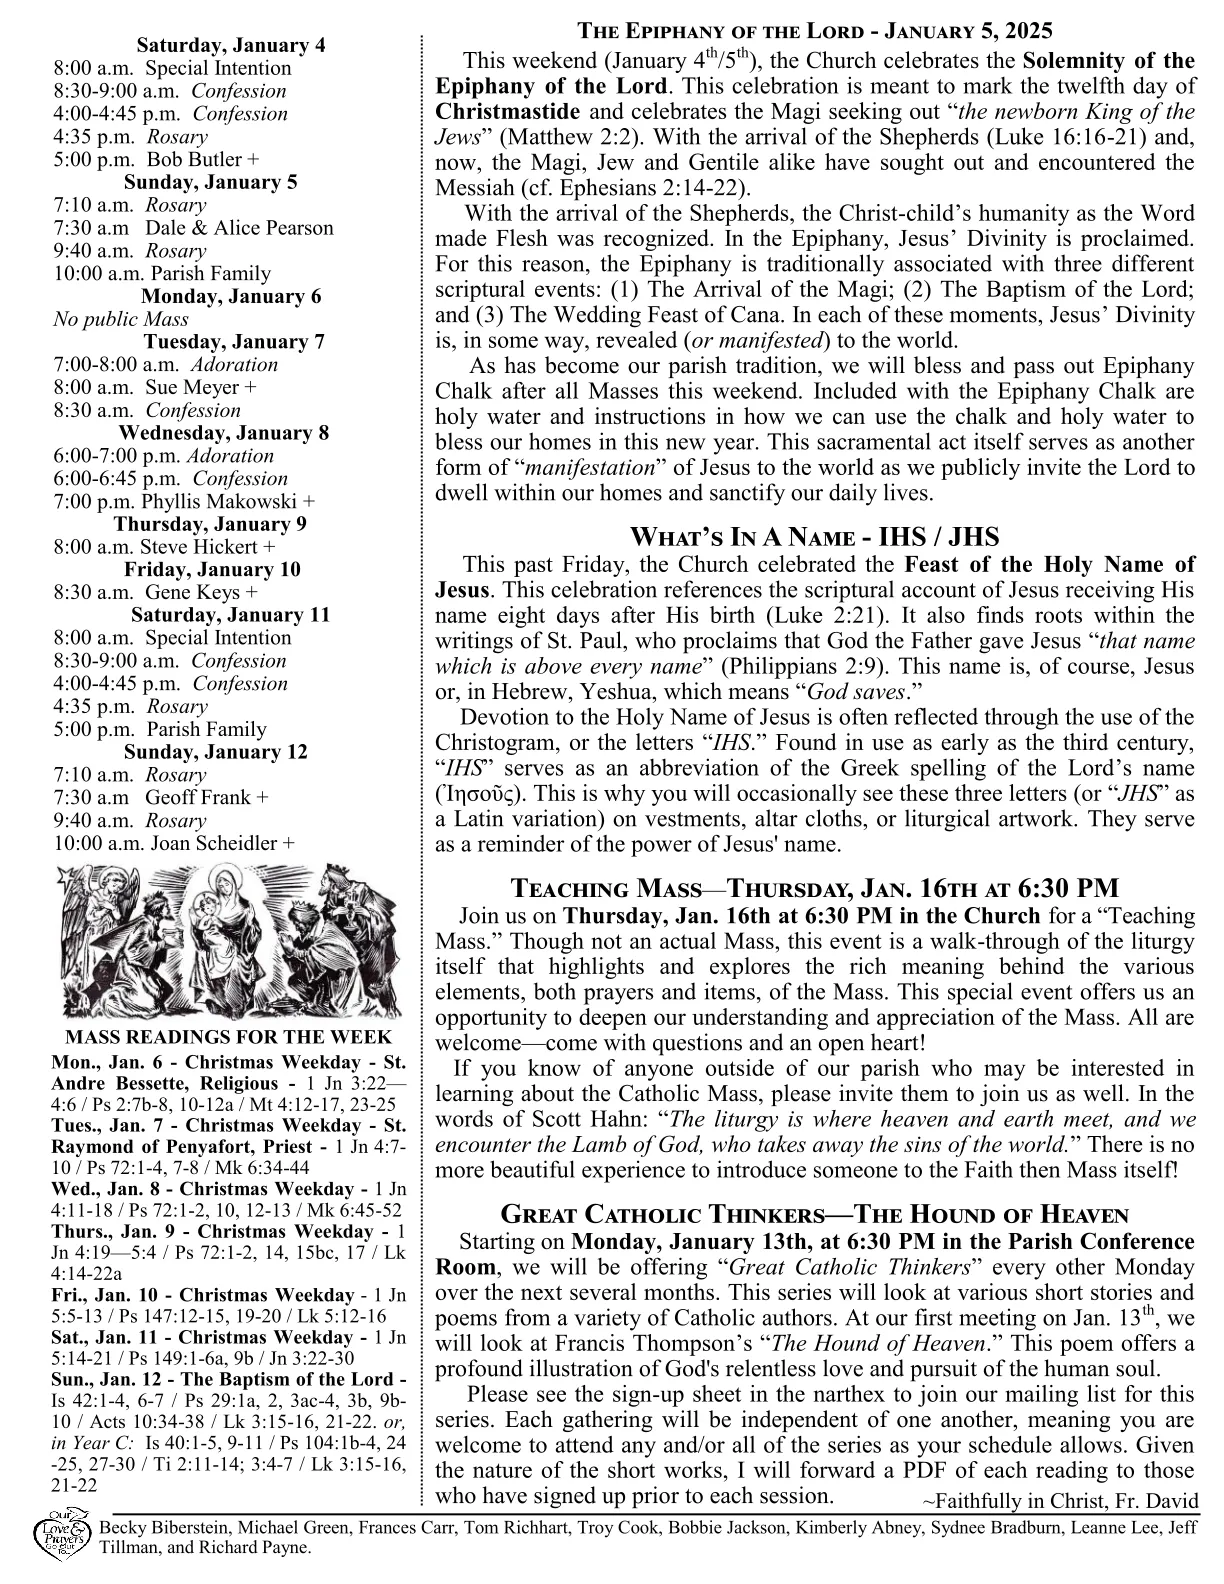 Saturday, January 4
8:00 a.m.  Special Intention
8:30-9:00 a.m.  Confession
4:00-4:45 p.m.  Confession
4:35 p.m.  Rosary
5:00 p.m.  Bob Butler +
Sunday, January 5
7:10 a.m.  Rosary
7:30 a.m   Dale & Alice Pearson
9:40 a.m.  Rosary
10:00 a.m. Parish Family
Monday, January 6
No public Mass
Tuesday, January 7
7:00-8:00 a.m.  Adoration
8:00 a.m.  Sue Meyer +
8:30 a.m.  Confession
Wednesday, January 8
6:00-7:00 p.m. Adoration
6:00-6:45 p.m.  Confession
7:00 p.m. Phyllis Makowski +
Thursday, January 9
8:00 a.m. Steve Hickert +
Friday, January 10
8:30 a.m.  Gene Keys +
Saturday, January 11
8:00 a.m.  Special Intention
8:30-9:00 a.m.  Confession
4:00-4:45 p.m.  Confession
4:35 p.m.  Rosary
5:00 p.m.  Parish Family
Sunday, January 12
7:10 a.m.  Rosary
7:30 a.m   Geoff Frank +
9:40 a.m.  Rosary
10:00 a.m. Joan Scheidler +
MASS READINGS FOR THE WEEK
Mon., Jan. 6 - Christmas Weekday - St.
Andre Bessette, Religious - 1 Jn 3:22—
4:6 / Ps 2:7b-8, 10-12a / Mt 4:12-17, 23-25
Tues., Jan. 7 - Christmas Weekday - St.
Raymond of Penyafort, Priest - 1 Jn 4:7-
10 / Ps 72:1-4, 7-8 / Mk 6:34-44
Wed., Jan. 8 - Christmas Weekday - 1 Jn
4:11-18 / Ps 72:1-2, 10, 12-13 / Mk 6:45-52
Thurs., Jan. 9 - Christmas Weekday - 1
Jn 4:19—5:4 / Ps 72:1-2, 14, 15bc, 17 / Lk
4:14-22a
Fri., Jan. 10 - Christmas Weekday - 1 Jn
5:5-13 / Ps 147:12-15, 19-20 / Lk 5:12-16
Sat., Jan. 11 - Christmas Weekday - 1 Jn
5:14-21 / Ps 149:1-6a, 9b / Jn 3:22-30
Sun., Jan. 12 - The Baptism of the Lord -
Is 42:1-4, 6-7 / Ps 29:1a, 2, 3ac-4, 3b, 9b-
10 / Acts 10:34-38 / Lk 3:15-16, 21-22. or,
in Year C:  Is 40:1-5, 9-11 / Ps 104:1b-4, 24
-25, 27-30 / Ti 2:11-14; 3:4-7 / Lk 3:15-16,
21-22
The Epiphany of the Lord - January 5, 2025
This weekend (January 4th/5th), the Church celebrates the Solemnity of the
Epiphany of the Lord. This celebration is meant to mark the twelfth day of
Christmastide and celebrates the Magi seeking out “the newborn King of the
Jews” (Matthew 2:2). With the arrival of the Shepherds (Luke 16:16-21) and,
now, the Magi, Jew and Gentile alike have sought out and encountered the
Messiah (cf. Ephesians 2:14-22).
With the arrival of the Shepherds, the Christ-child’s humanity as the Word
made Flesh was recognized. In the Epiphany, Jesus’ Divinity is proclaimed.
For this reason, the Epiphany is traditionally associated with three different
scriptural events: (1) The Arrival of the Magi; (2) The Baptism of the Lord;
and (3) The Wedding Feast of Cana. In each of these moments, Jesus’ Divinity
is, in some way, revealed (or manifested) to the world.
As has become our parish tradition, we will bless and pass out Epiphany
Chalk after all Masses this weekend. Included with the Epiphany Chalk are
holy water and instructions in how we can use the chalk and holy water to
bless our homes in this new year. This sacramental act itself serves as another
form of “manifestation” of Jesus to the world as we publicly invite the Lord to
dwell within our homes and sanctify our daily lives.
What’s In A Name - IHS / JHS
This past Friday, the Church celebrated the Feast of the Holy Name of
Jesus. This celebration references the scriptural account of Jesus receiving His
name eight days after His birth (Luke 2:21). It also finds roots within the
writings of St. Paul, who proclaims that God the Father gave Jesus “that name
which is above every name” (Philippians 2:9). This name is, of course, Jesus
or, in Hebrew, Yeshua, which means “God saves.”
Devotion to the Holy Name of Jesus is often reflected through the use of the
Christogram, or the letters “IHS.” Found in use as early as the third century,
“IHS” serves as an abbreviation of the Greek spelling of the Lord’s name
(Ἰησοῦς). This is why you will occasionally see these three letters (or “JHS” as
a Latin variation) on vestments, altar cloths, or liturgical artwork. They serve
as a reminder of the power of Jesus' name.
Teaching Mass—Thursday, Jan. 16th at 6:30 PM
Join us on Thursday, Jan. 16th at 6:30 PM in the Church for a “Teaching
Mass.” Though not an actual Mass, this event is a walk-through of the liturgy
itself that highlights and explores the rich meaning behind the various
elements, both prayers and items, of the Mass. This special event offers us an
opportunity to deepen our understanding and appreciation of the Mass. All are
welcome—come with questions and an open heart!
If you know of anyone outside of our parish who may be interested in
learning about the Catholic Mass, please invite them to join us as well. In the
words of Scott Hahn: “The liturgy is where heaven and earth meet, and we
encounter the Lamb of God, who takes away the sins of the world.” There is no
more beautiful experience to introduce someone to the Faith then Mass itself!
Great Catholic Thinkers—The Hound of Heaven
Starting on Monday, January 13th, at 6:30 PM in the Parish Conference
Room, we will be offering “Great Catholic Thinkers” every other Monday
over the next several months. This series will look at various short stories and
poems from a variety of Catholic authors. At our first meeting on Jan. 13th, we
will look at Francis Thompson’s “The Hound of Heaven.” This poem offers a
profound illustration of God's relentless love and pursuit of the human soul.
Please see the sign-up sheet in the narthex to join our mailing list for this
series. Each gathering will be independent of one another, meaning you are
welcome to attend any and/or all of the series as your schedule allows. Given
the nature of the short works, I will forward a PDF of each reading to those
who have signed up prior to each session.
~Faithfully in Christ, Fr. David
Our
Love &
Prayers
Go Out
To...
Becky Biberstein, Michael Green, Frances Carr, Tom Richhart, Troy Cook, Bobbie Jackson, Kimberly Abney, Sydnee Bradburn, Leanne Lee, Jeff
Tillman, and Richard Payne.